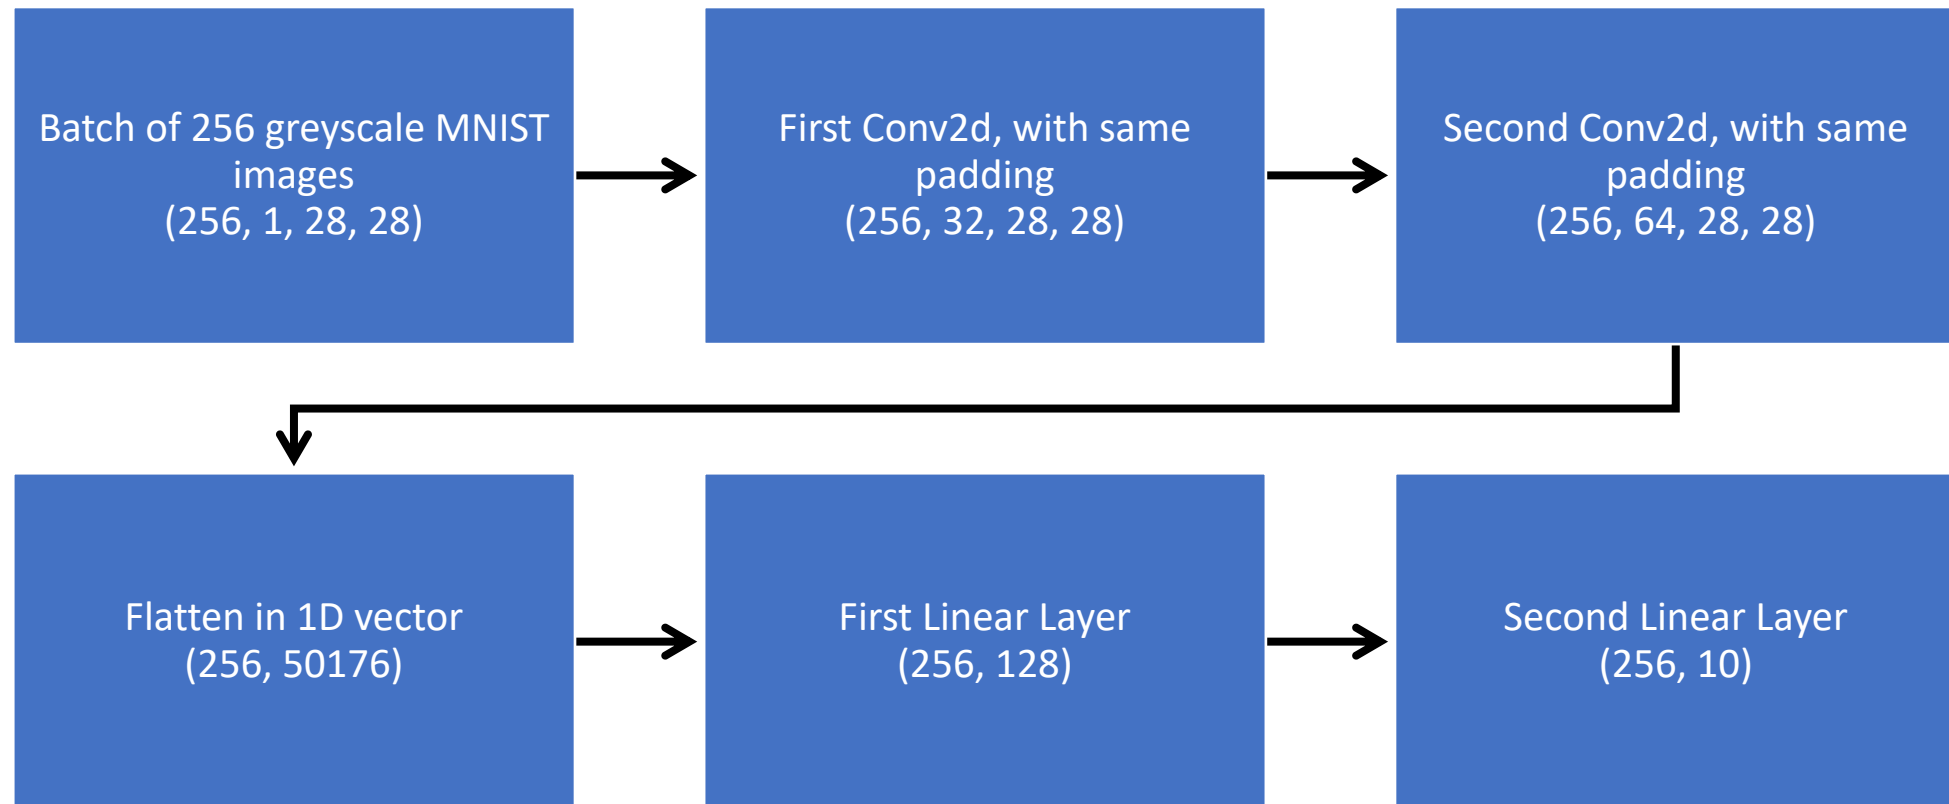 Batch of 256 greyscale MNIST
images
(256, 1, 28, 28)
First Conv2d, with same
padding
(256, 32, 28, 28)
Second Conv2d, with same
padding
(256, 64, 28, 28)
Flatten in 1D vector
(256, 50176)
First Linear Layer
(256, 128)
Second Linear Layer
(256, 10)